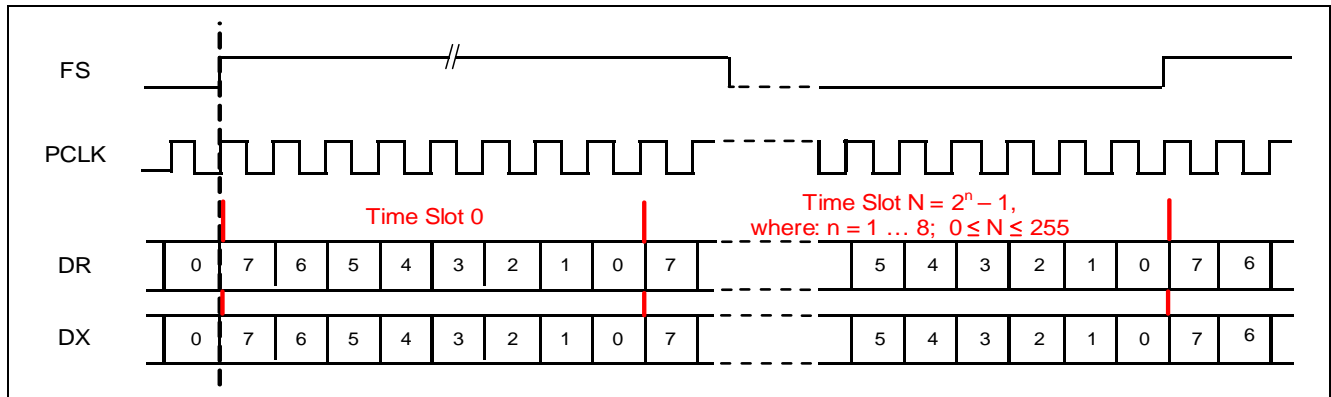 FS
//
PCLK
Time Slot 0
Time Slot N = 2ⁿ – 1,
where: n = 1 … 8; 0 ≤ N ≤ 255
DR 0 7 6 5 4 3 2 1 0 7 5 4 3 2 1 0 7 6
DX 0 7 6 5 4 3 2 1 0 7 5 4 3 2 1 0 7 6